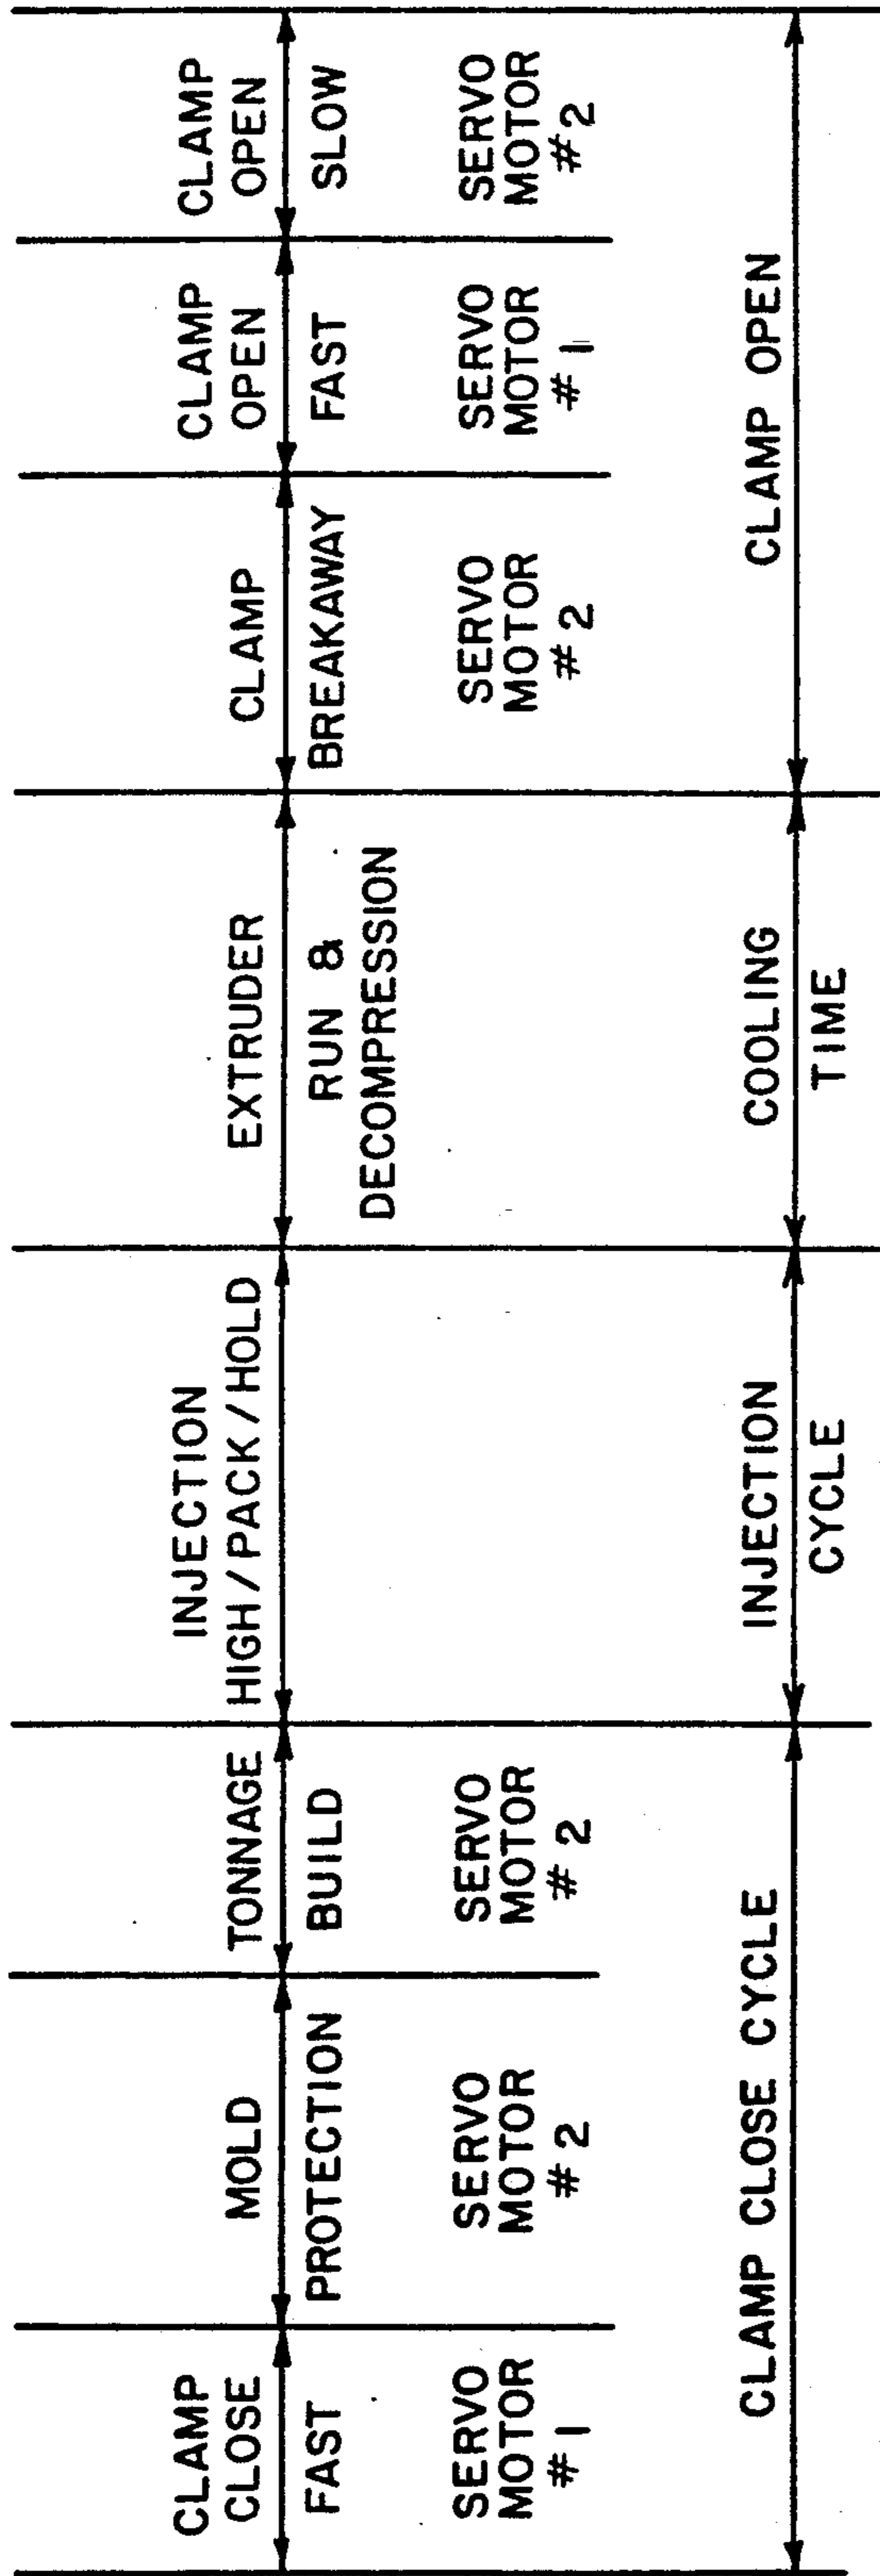 CLAMP
CLOSE
FAST
SERVO
MOTOR
#1
MOLD
PROTECTION
SERVO
MOTOR
#2
TONNAGE
BUILD
SERVO
MOTOR
#2
INJECTION
HIGH/PACK/HOLD
EXTRUDER
RUN &
DECOMPRESSION
CLAMP
BREAKAWAY
SERVO
MOTOR
#2
CLAMP
OPEN
FAST
SERVO
MOTOR
#1
CLAMP
OPEN
SLOW
SERVO
MOTOR
#2
CLAMP CLOSE CYCLE
INJECTION
CYCLE
COOLING
TIME
CLAMP OPEN